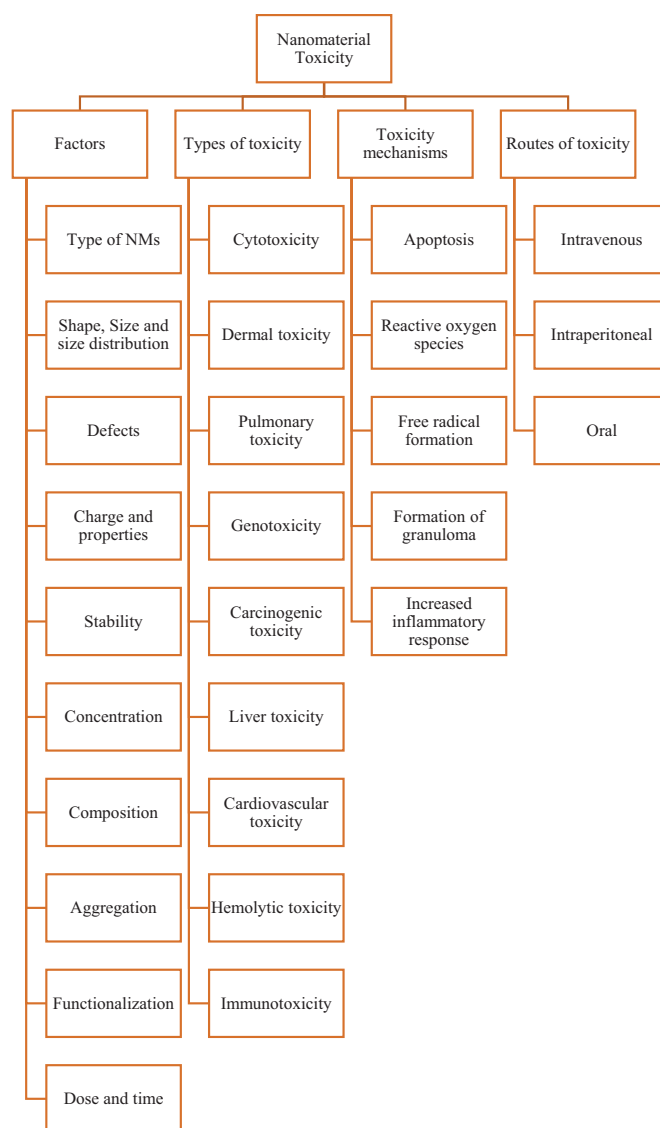 Nanomaterial
Toxicity
Factors
Types of toxicity
Toxicity
mechanisms
Routes of toxicity
Type of NMs
Shape, Size and
size distribution
Defects
Charge and
properties
Stability
Concentration
Composition
Aggregation
Functionalization
Dose and time
Cytotoxicity
Dermal toxicity
Pulmonary
toxicity
Genotoxicity
Carcinogenic
toxicity
Liver toxicity
Cardiovascular
toxicity
Hemolytic toxicity
Immunotoxicity
Apoptosis
Reactive oxygen
species
Free radical
formation
Formation of
granuloma
Increased
inflammatory
response
Intravenous
Intraperitoneal
Oral